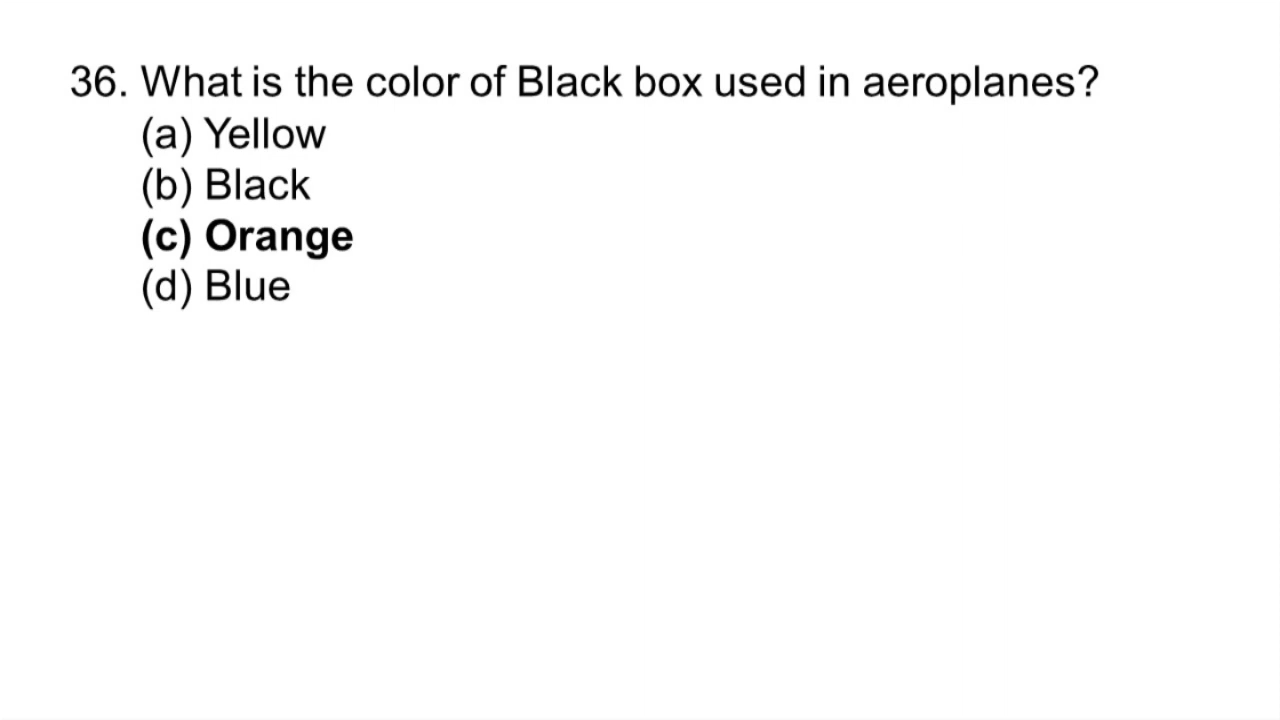 36. What is the color of Black box used in aeroplanes?
(a) Yellow
(b) Black
(c) Orange
(d) Blue